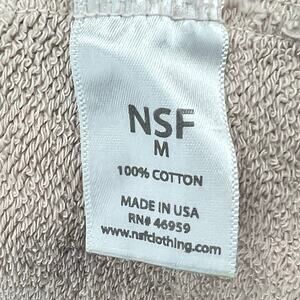 NSF
M
100% COTTON
MADE IN USA
RN# 46959
www.nsfclothing.com